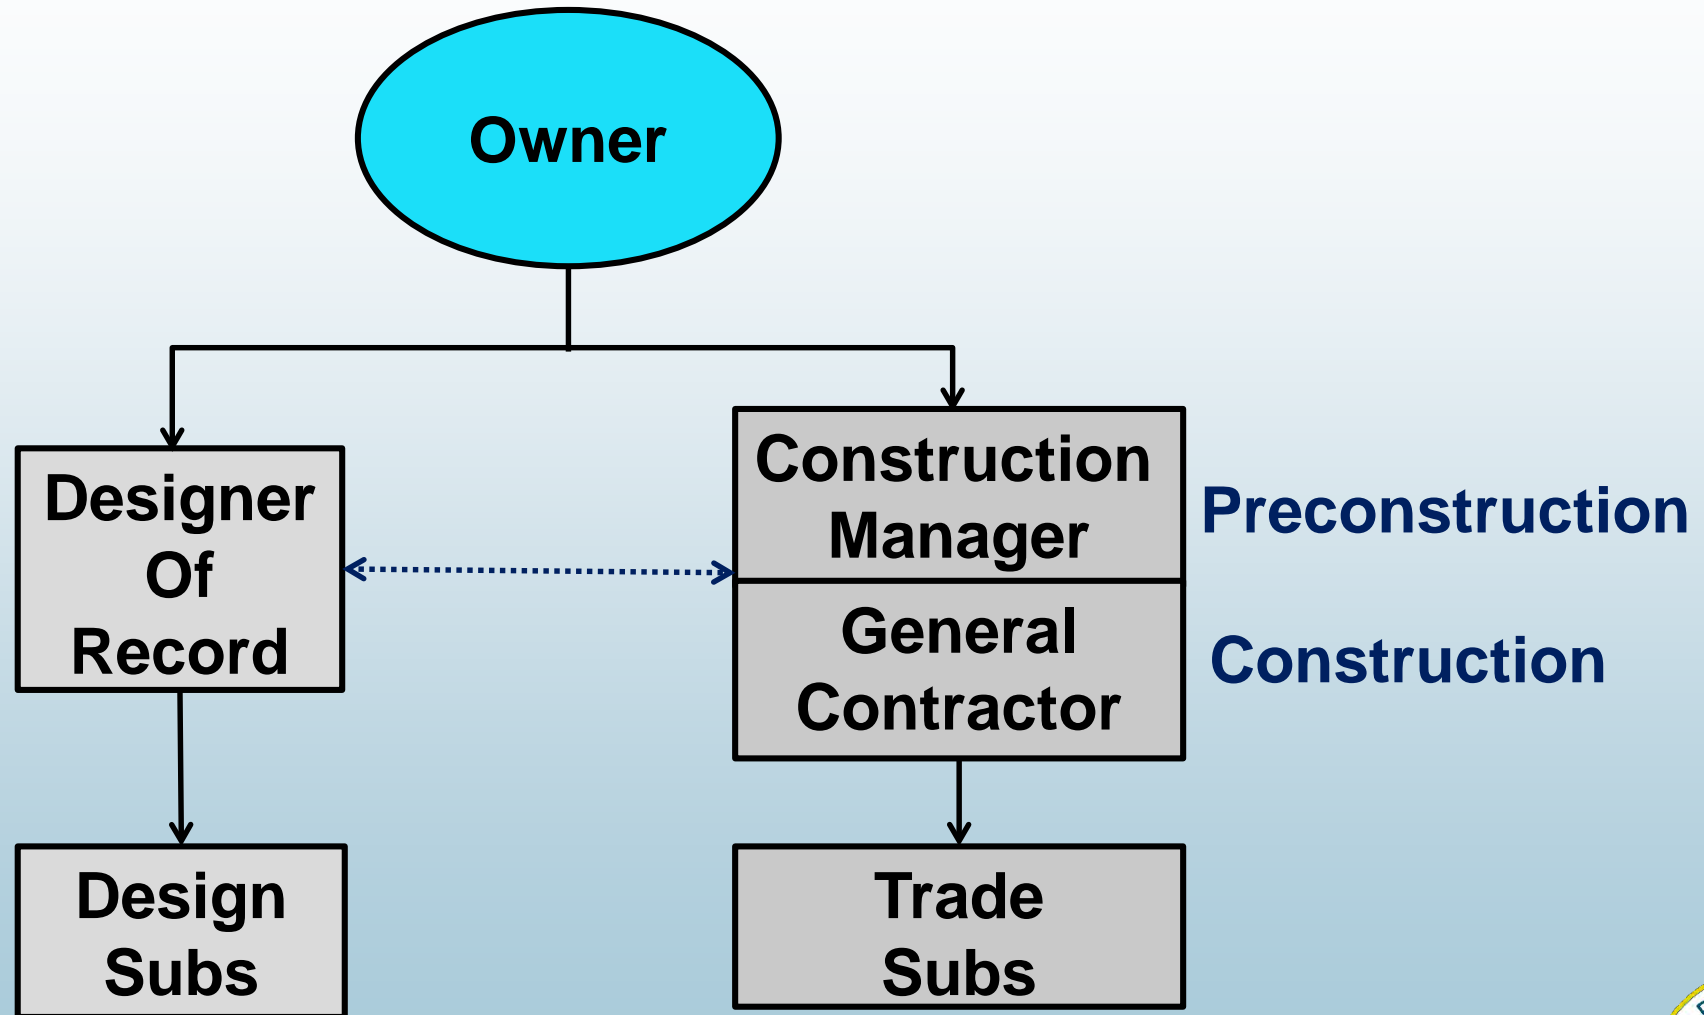 Owner
Designer
Of
Record
Construction
Manager
Preconstruction
General
Contractor
Construction
Design
Subs
Trade
Subs